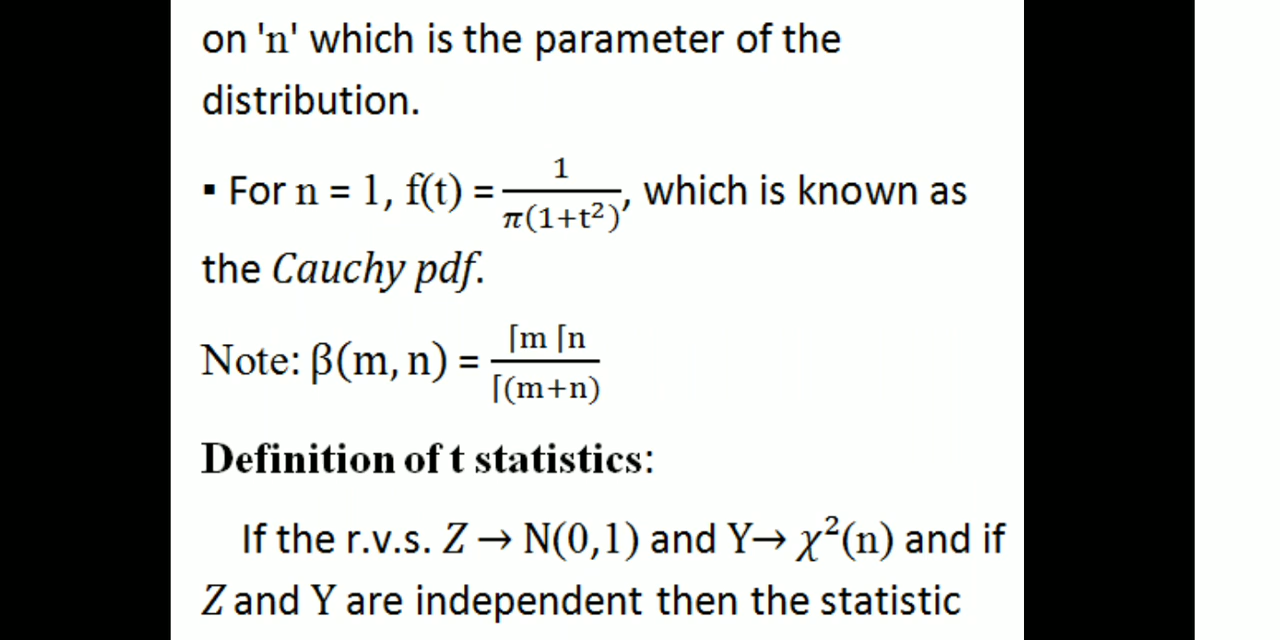 on 'n' which is the parameter of the
distribution.
▪ For n = 1, f(t) = 1/π(1+t²), which is known as
the Cauchy pdf.
Note: β(m, n) = ⌈m ⌈n / ⌈(m+n)
Definition of t statistics:
If the r.v.s. Z → N(0,1) and Y→ χ²(n) and if
Z and Y are independent then the statistic